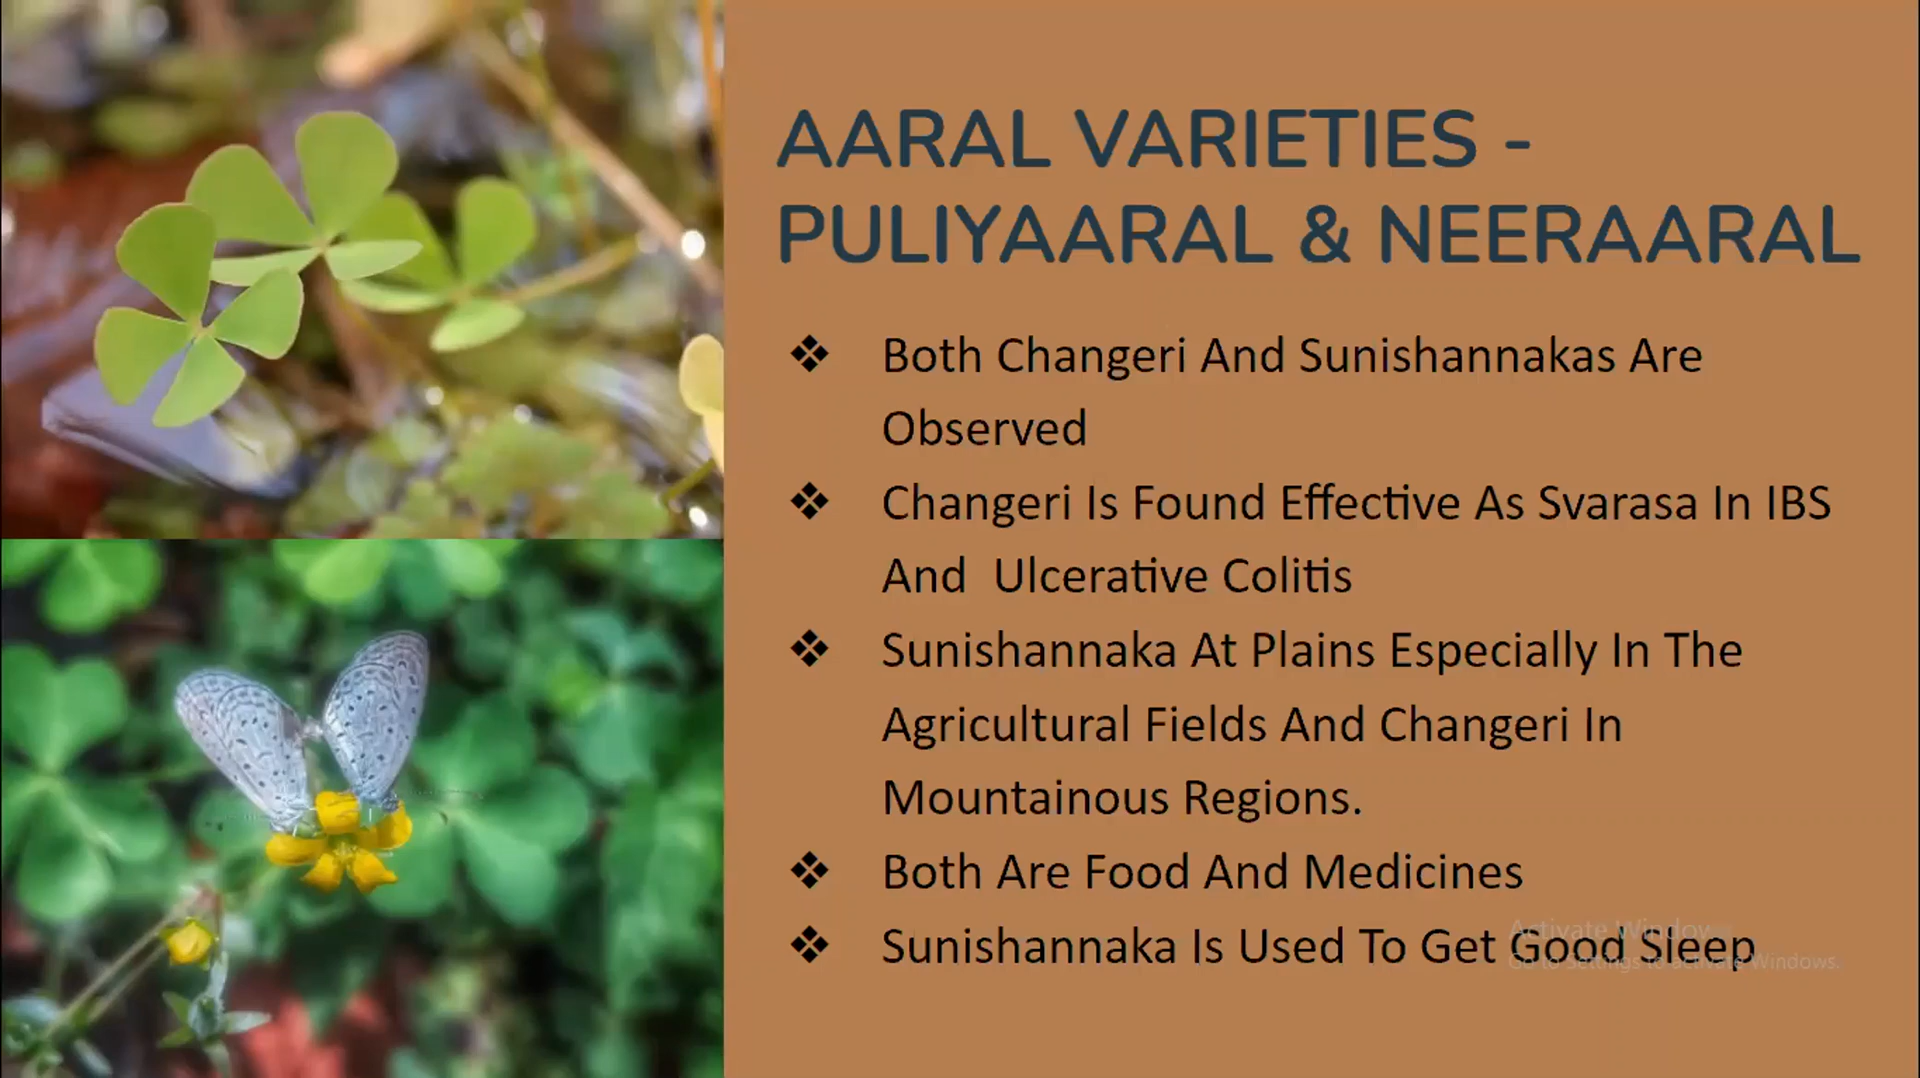 AARAL VARIETIES -
PULIYAARAL & NEERAARAL
❖ Both Changeri And Sunishannakas Are
Observed
❖ Changeri Is Found Effective As Svarasa In IBS
And  Ulcerative Colitis
❖ Sunishannaka At Plains Especially In The
Agricultural Fields And Changeri In
Mountainous Regions.
❖ Both Are Food And Medicines
❖ Sunishannaka Is Used To Get Good Sleep
Activate Window
Go to Settings to activate Windows.